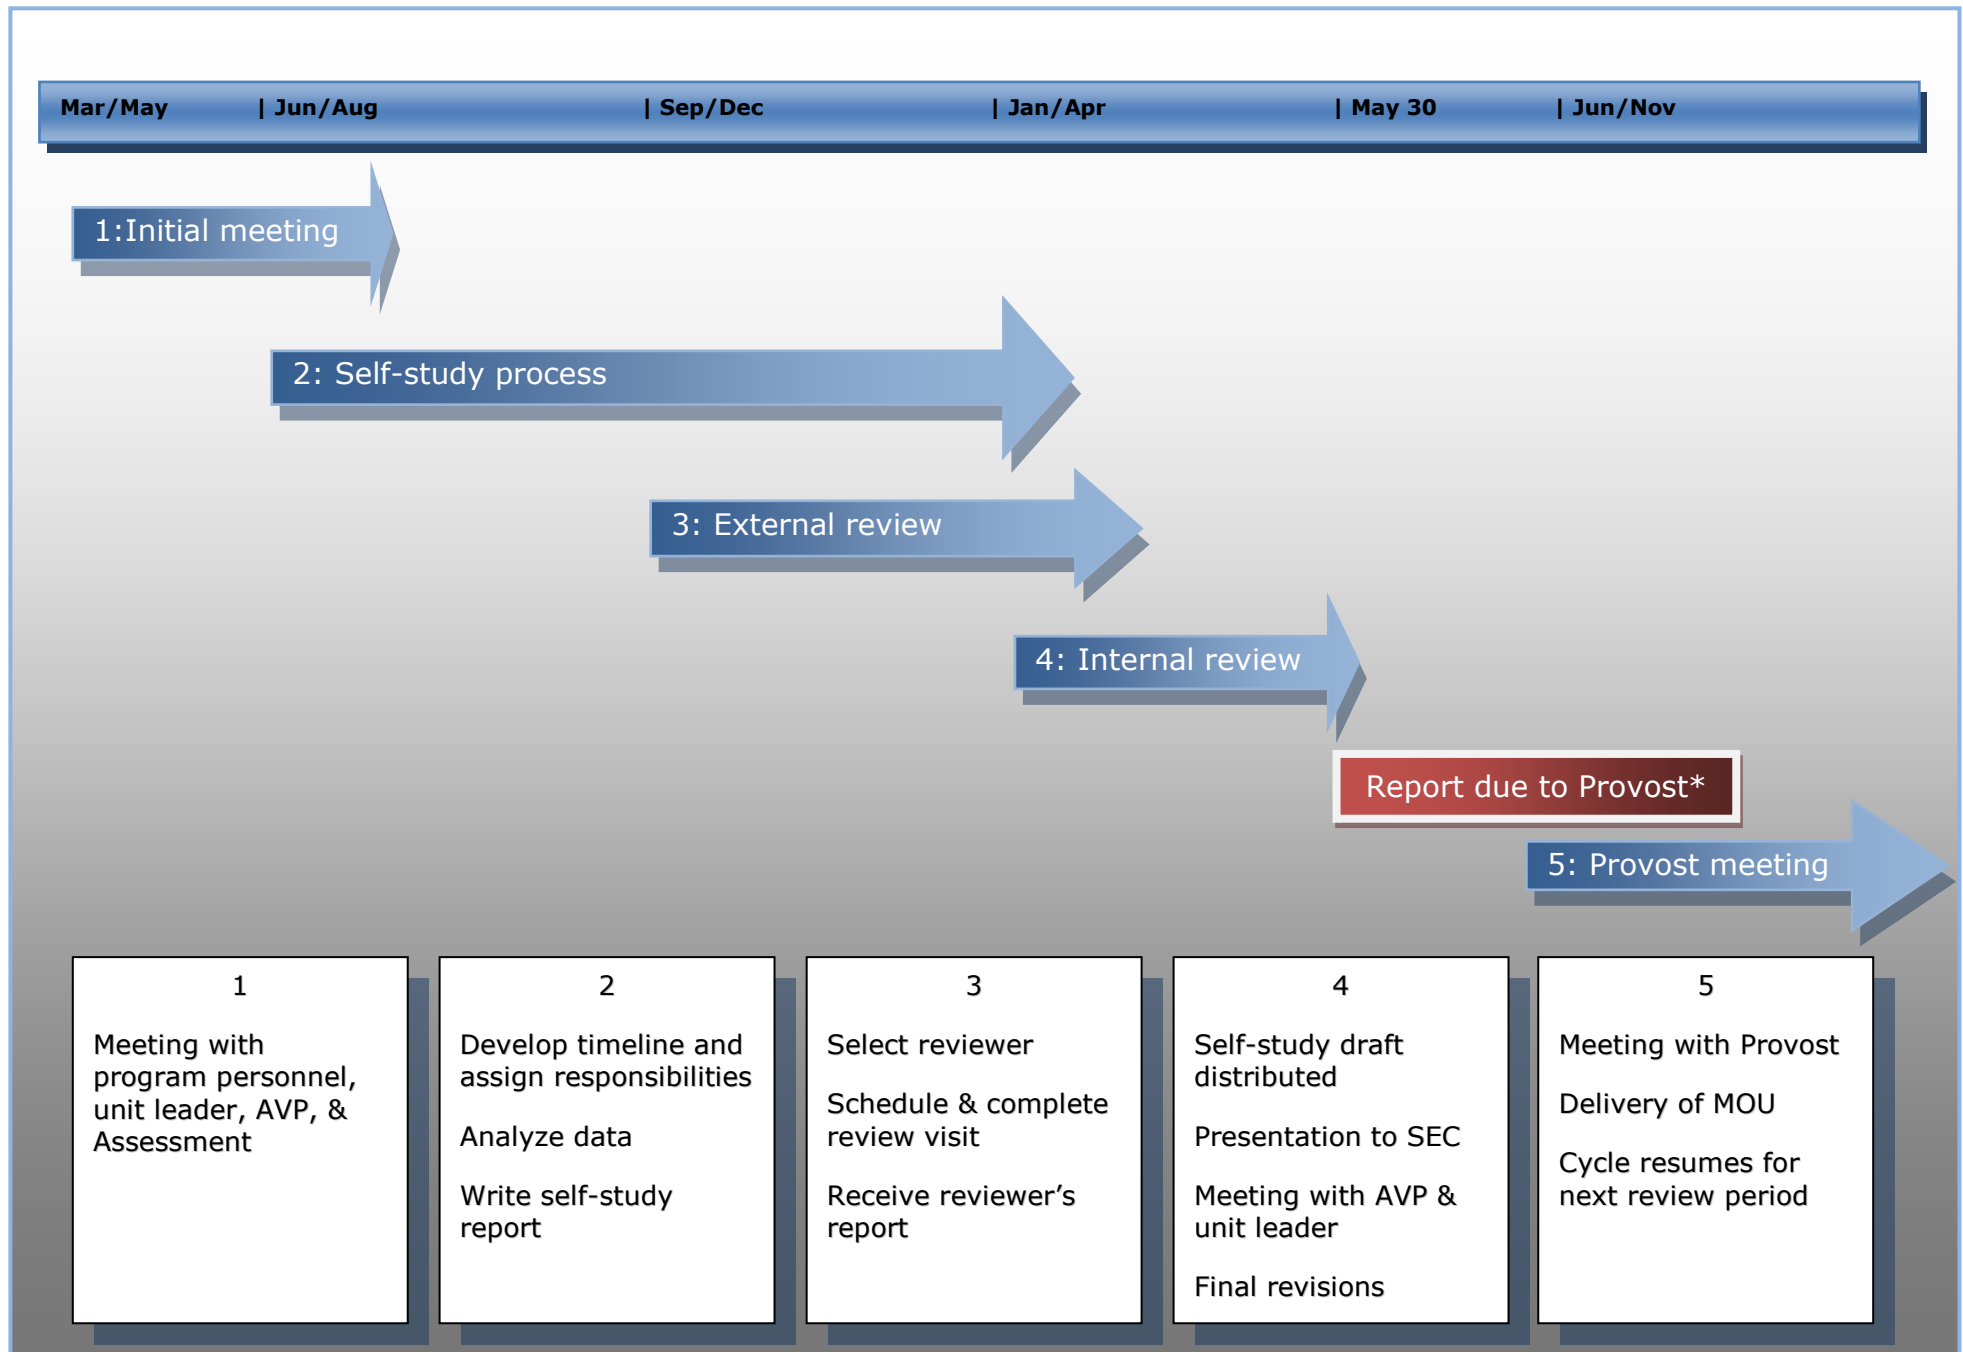 Mar/May | Jun/Aug | Sep/Dec | Jan/Apr | May 30 | Jun/Nov
1:Initial meeting
2: Self-study process
3: External review
4: Internal review
Report due to Provost*
5: Provost meeting
1
Meeting with
program personnel,
unit leader, AVP, &
Assessment
2
Develop timeline and
assign responsibilities
Analyze data
Write self-study
report
3
Select reviewer
Schedule & complete
review visit
Receive reviewer’s
report
4
Self-study draft
distributed
Presentation to SEC
Meeting with AVP &
unit leader
Final revisions
5
Meeting with Provost
Delivery of MOU
Cycle resumes for
next review period